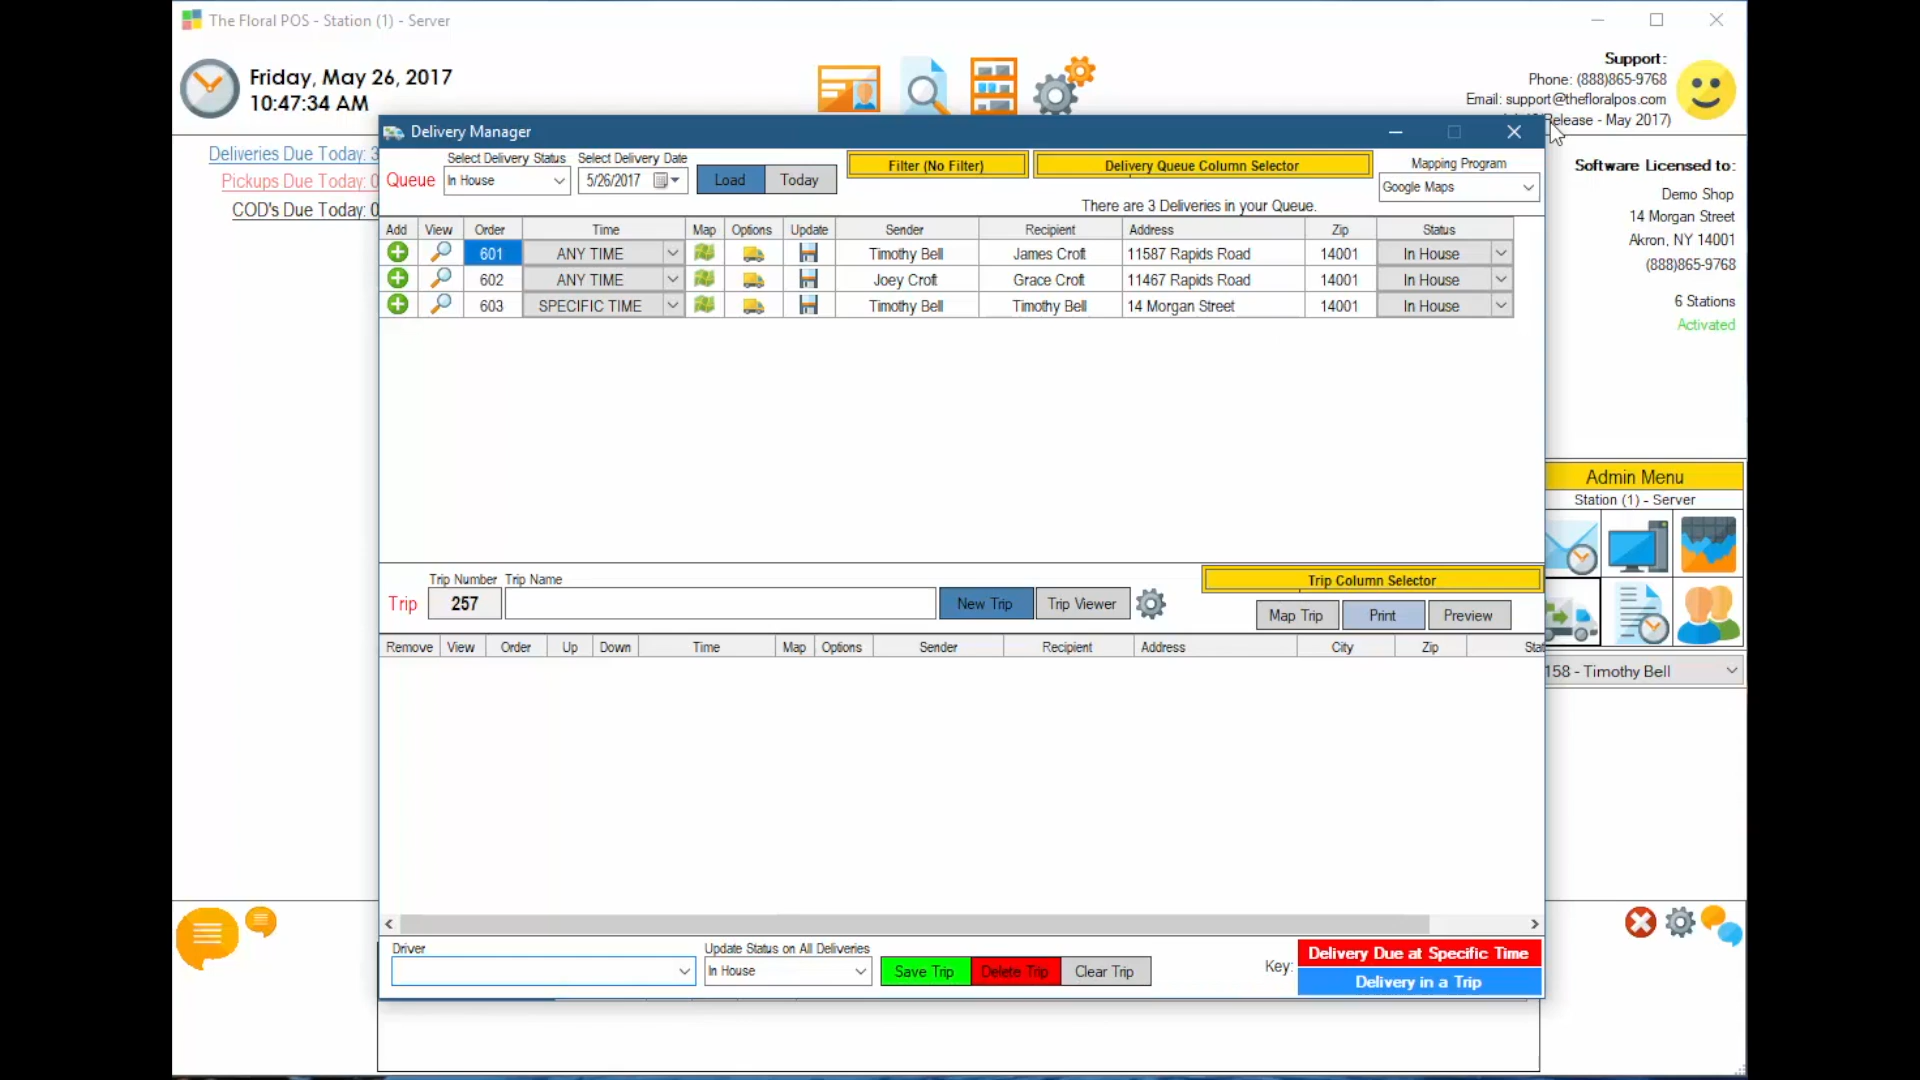 The Floral POS - Station (1) - Server
Friday, May 26, 2017
10:47:34 AM
Support:
Phone: (888)865-9768
Email: support@thefloralpos.com
Release - May 2017)
Deliveries Due Today: 3
Pickups Due Today: 0
COD's Due Today: 0
Delivery Manager
Queue
Select Delivery Status
In House
Select Delivery Date
5/26/2017
Load
Today
Filter (No Filter)
Delivery Queue Column Selector
Mapping Program
Google Maps
There are 3 Deliveries in your Queue.
Add View Order Time Map Options Update Sender Recipient Address Zip Status
601 ANY TIME Timothy Bell James Croft 11587 Rapids Road 14001 In House
602 ANY TIME Joey Croft Grace Croft 11467 Rapids Road 14001 In House
603 SPECIFIC TIME Timothy Bell Timothy Bell 14 Morgan Street 14001 In House
Software Licensed to:
Demo Shop
14 Morgan Street
Akron, NY 14001
(888)865-9768
6 Stations
Activated
Admin Menu
Station (1) - Server
158 - Timothy Bell
Trip
Trip Number
257
Trip Name
New Trip
Trip Viewer
Trip Column Selector
Map Trip
Print
Preview
Remove View Order Up Down Time Map Options Sender Recipient Address City Zip Stat
Driver
Update Status on All Deliveries
In House
Save Trip
Delete Trip
Clear Trip
Key:
Delivery Due at Specific Time
Delivery in a Trip